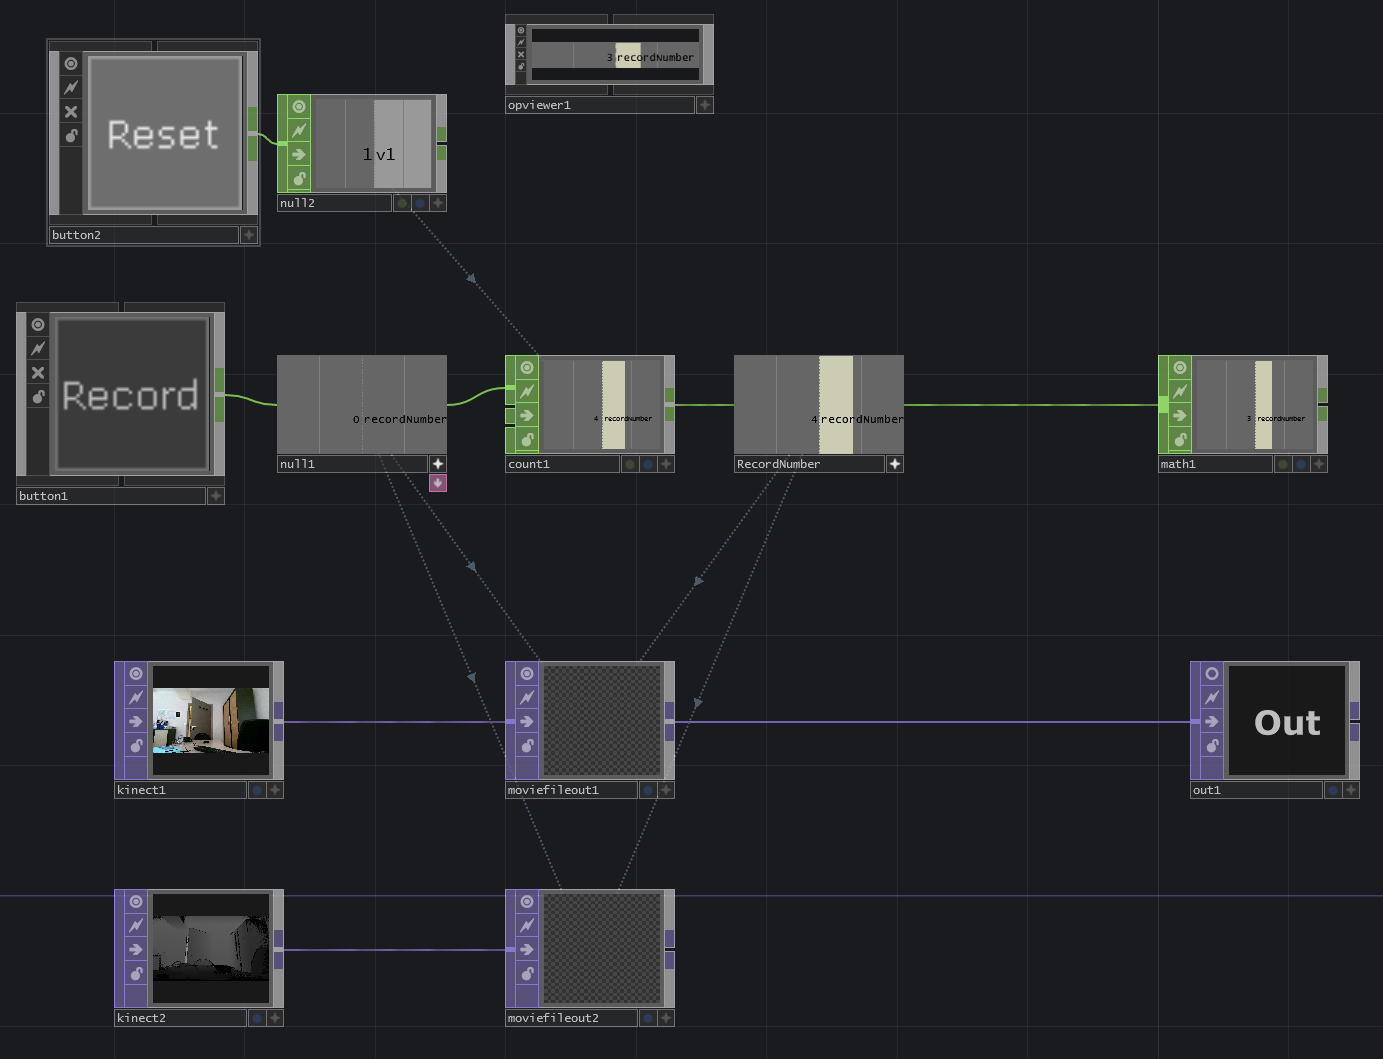 3 recordNumber
opviewer1
Reset
button2
1 v1
null2
Record
button1
0 recordNumber
null1
4 recordNumber
count1
4 recordNumber
RecordNumber
3 recordNumber
math1
kinect1
moviefileout1
Out
out1
kinect2
moviefileout2